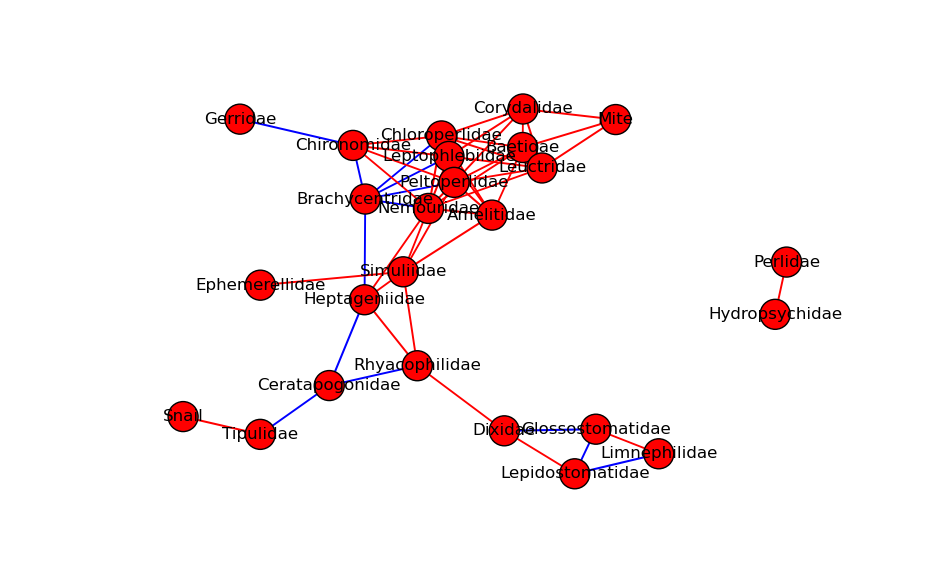 Corydalidae
Gerridae
Mite
Chloroperlidae
Chironomidae
Baetidae
Leptophlebiidae
Leuctridae
Peltoperlidae
Brachycentridae
Nemouridae
Amelitidae
Perlidae
Simuliidae
Ephemerellidae
Heptageniidae
Hydropsychidae
Rhyacophilidae
Ceratapogonidae
Snail
Tipulidae
Dixidae
Glossostomatidae
Limnephilidae
Lepidostomatidae